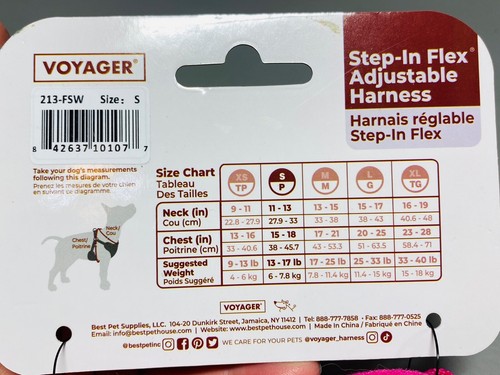 VOYAGER®
213-FSW Size: S
8 42637 10107 7
Step-In Flex®
Adjustable
Harness
Harnais réglable
Step-In Flex
Take your dog's measurements
following this diagram.
Prenez les mesures de votre chien
en suivant ce diagramme.
Neck/
Cou
Chest/
Poitrine
Size Chart
Tableau
Des Tailles
XS S M L XL
TP P M G TG
Neck (in) 9 - 11 11 - 13 13 - 15 15 - 17 16 - 19
Cou (cm) 22.8 - 27.9 27.9 - 33 33 - 38 38 - 43 40.6 - 48
Chest (in) 13 - 16 15 - 18 17 - 21 20 - 25 23 - 28
Poitrine (cm) 33 - 40.6 38 - 45.7 43 - 53.3 51 - 63.5 58.4 - 71
Suggested
Weight 9 - 13 lb 13 - 17 lb 17 - 25 lb 25 - 33 lb 33 - 40 lb
Poids Suggéré 4 - 6 kg 6 - 7.8 kg 7.8 - 11.4 kg 11.4 - 15 kg 15 - 18 kg
VOYAGER
Best Pet Supplies, LLC. 104-20 Dunkirk Street, Jamaica, NY 11412 | Tel: 888-777-7858 - Fax: 888-777-0525
Email: info@bestpethouse.com | Website: www.bestpethouse.com | Made in China / Fabriqué en Chine
@bestpetinc WE CARE FOR YOUR PETS @voyager_harness